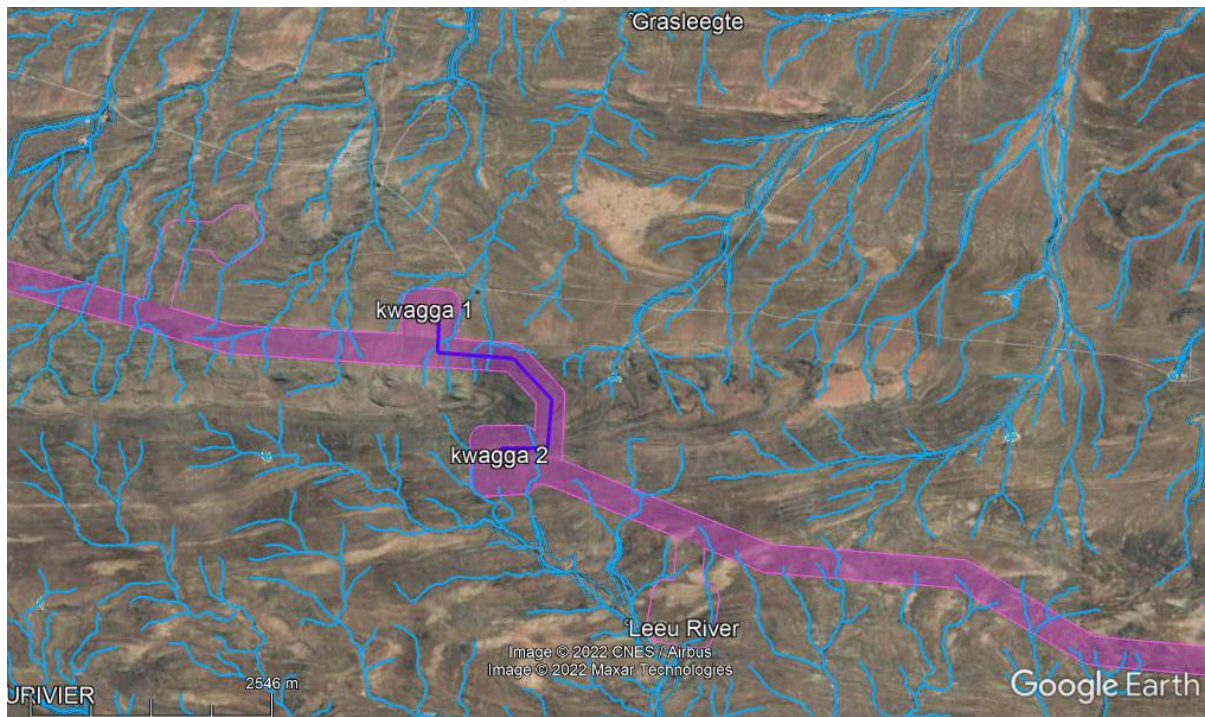 Grasleegte
kwagga 1
kwagga 2
Leeu River
Image © 2022 CNES / Airbus
Image © 2022 Maxar Technologies
2546 m
URIVIER
Google Earth